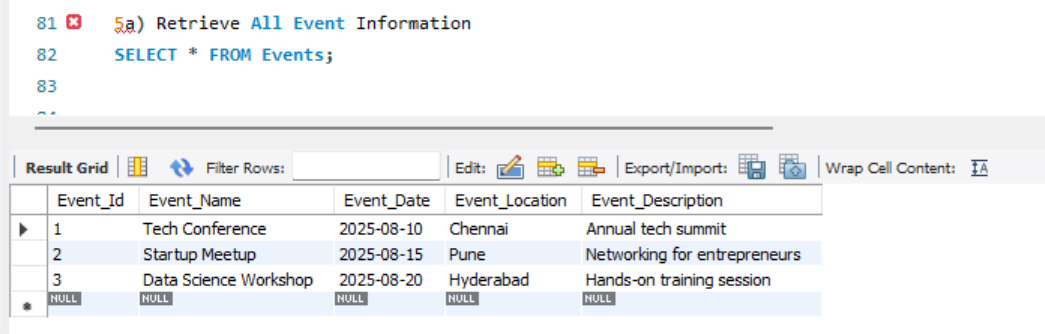 81 5a) Retrieve All Event Information
82 SELECT * FROM Events;
83
Result Grid Filter Rows: Edit: Export/Import: Wrap Cell Content:
Event_Id Event_Name Event_Date Event_Location Event_Description
1 Tech Conference 2025-08-10 Chennai Annual tech summit
2 Startup Meetup 2025-08-15 Pune Networking for entrepreneurs
3 Data Science Workshop 2025-08-20 Hyderabad Hands-on training session
NULL NULL NULL NULL NULL